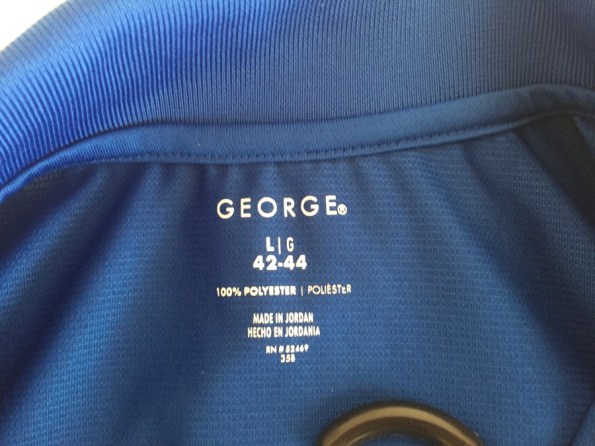 GEORGE®
L|G
42-44
100% POLYESTER | POLIÉSTER
MADE IN JORDAN
HECHO EN JORDANIA
RN # 52469
35B